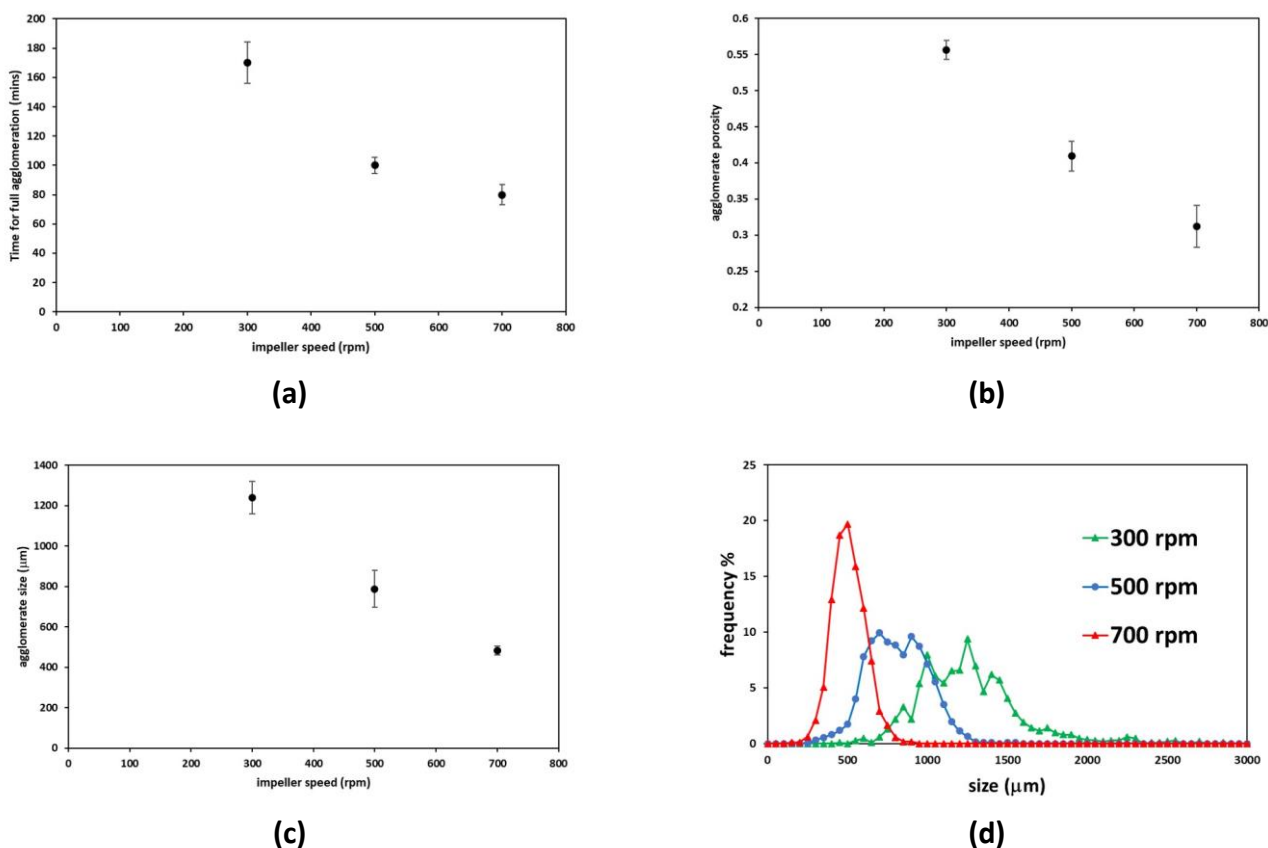 200
180
160
140
120
100
80
60
40
20
0
Time for full agglomeration (mins)
0 100 200 300 400 500 600 700 800
impeller speed (rpm)
(a)
0.6
0.55
0.5
0.45
0.4
0.35
0.3
0.25
0.2
agglomerate porosity
0 100 200 300 400 500 600 700 800
impeller speed (rpm)
(b)
1400
1200
1000
800
600
400
200
0
agglomerate size (μm)
0 100 200 300 400 500 600 700 800
impeller speed (rpm)
(c)
25
20
15
10
5
0
frequency %
300 rpm
500 rpm
700 rpm
0 500 1000 1500 2000 2500 3000
size (μm)
(d)